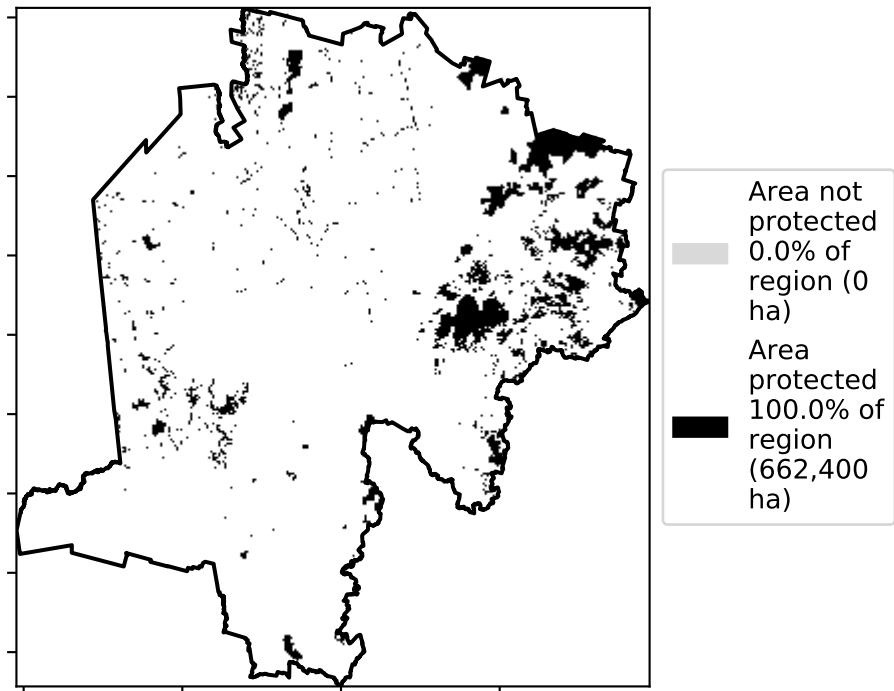 Area not
protected
0.0% of
region (0
ha)
Area
protected
100.0% of
region
(662,400
ha)